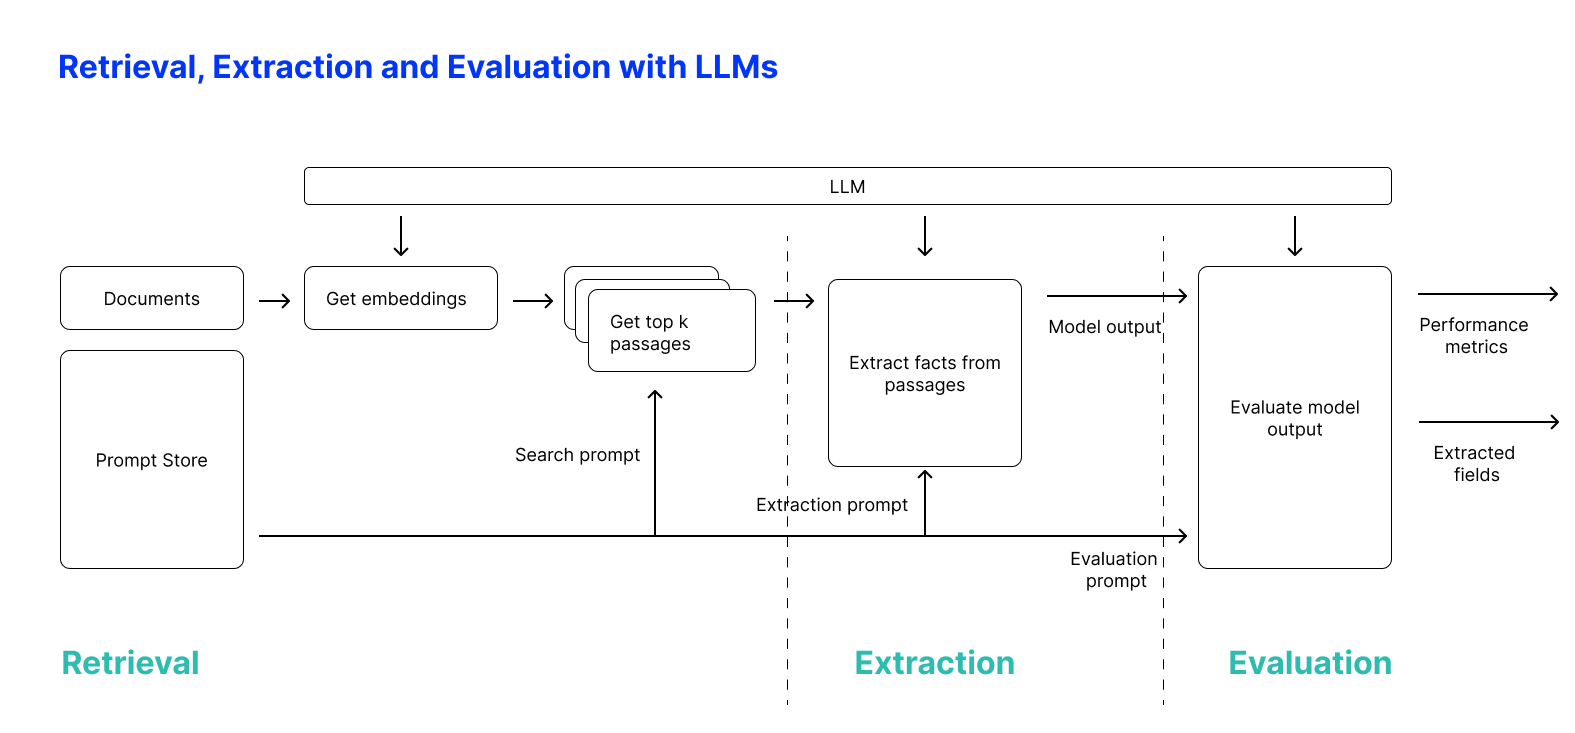 Retrieval, Extraction and Evaluation with LLMs
LLM
Documents
Get embeddings
Get top k
passages
Extract facts from
passages
Model output
Evaluate model
output
Performance
metrics
Extracted
fields
Prompt Store
Search prompt
Extraction prompt
Evaluation
prompt
Retrieval
Extraction
Evaluation